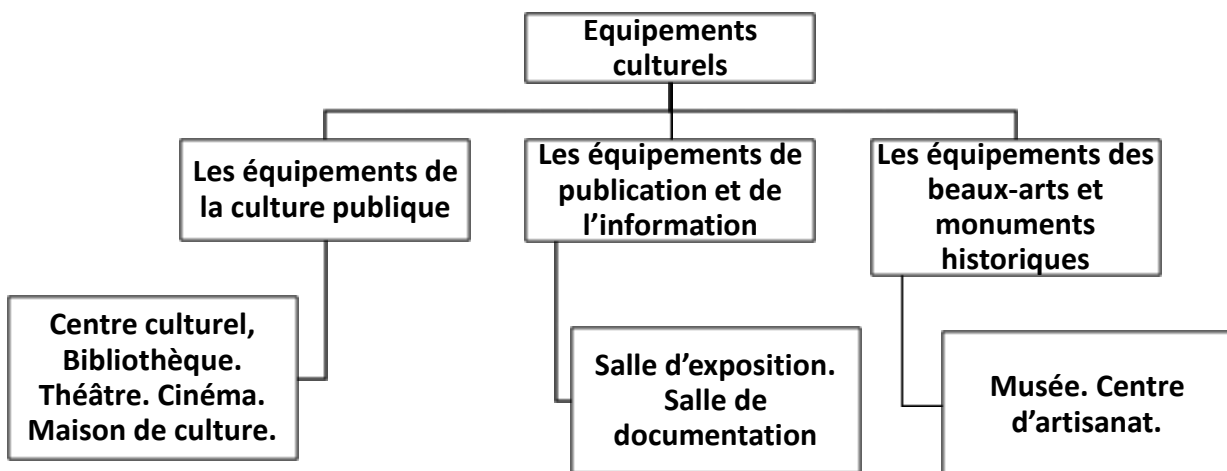 Equipements
culturels
Les équipements de
la culture publique
Les équipements de
publication et de
l’information
Les équipements des
beaux-arts et
monuments
historiques
Centre culturel,
Bibliothèque.
Théâtre. Cinéma.
Maison de culture.
Salle d’exposition.
Salle de
documentation
Musée. Centre
d’artisanat.